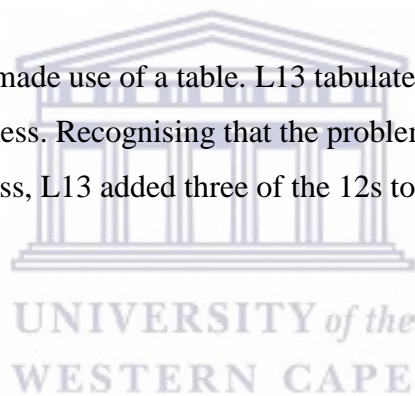 made use of a table. L13 tabulate
ess. Recognising that the problem
ss, L13 added three of the 12s to
UNIVERSITY of the
WESTERN CAPE